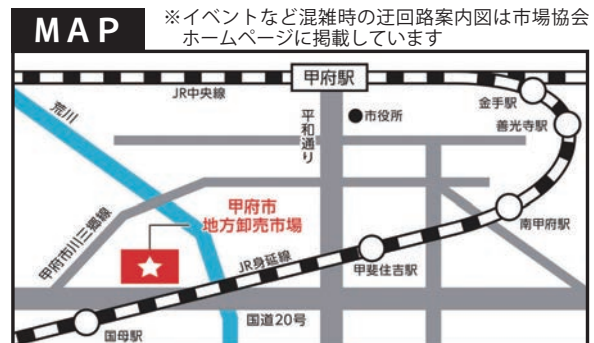 MAP
※イベントなど混雑時の迂回路案内図は市場協会
ホームページに掲載しています
甲府駅
JR中央線
金手駅
荒川
平和通り
市役所
善光寺駅
甲府市
地方卸売市場
甲府市川三郷線
南甲府駅
JR身延線
甲斐住吉駅
国道20号
国母駅